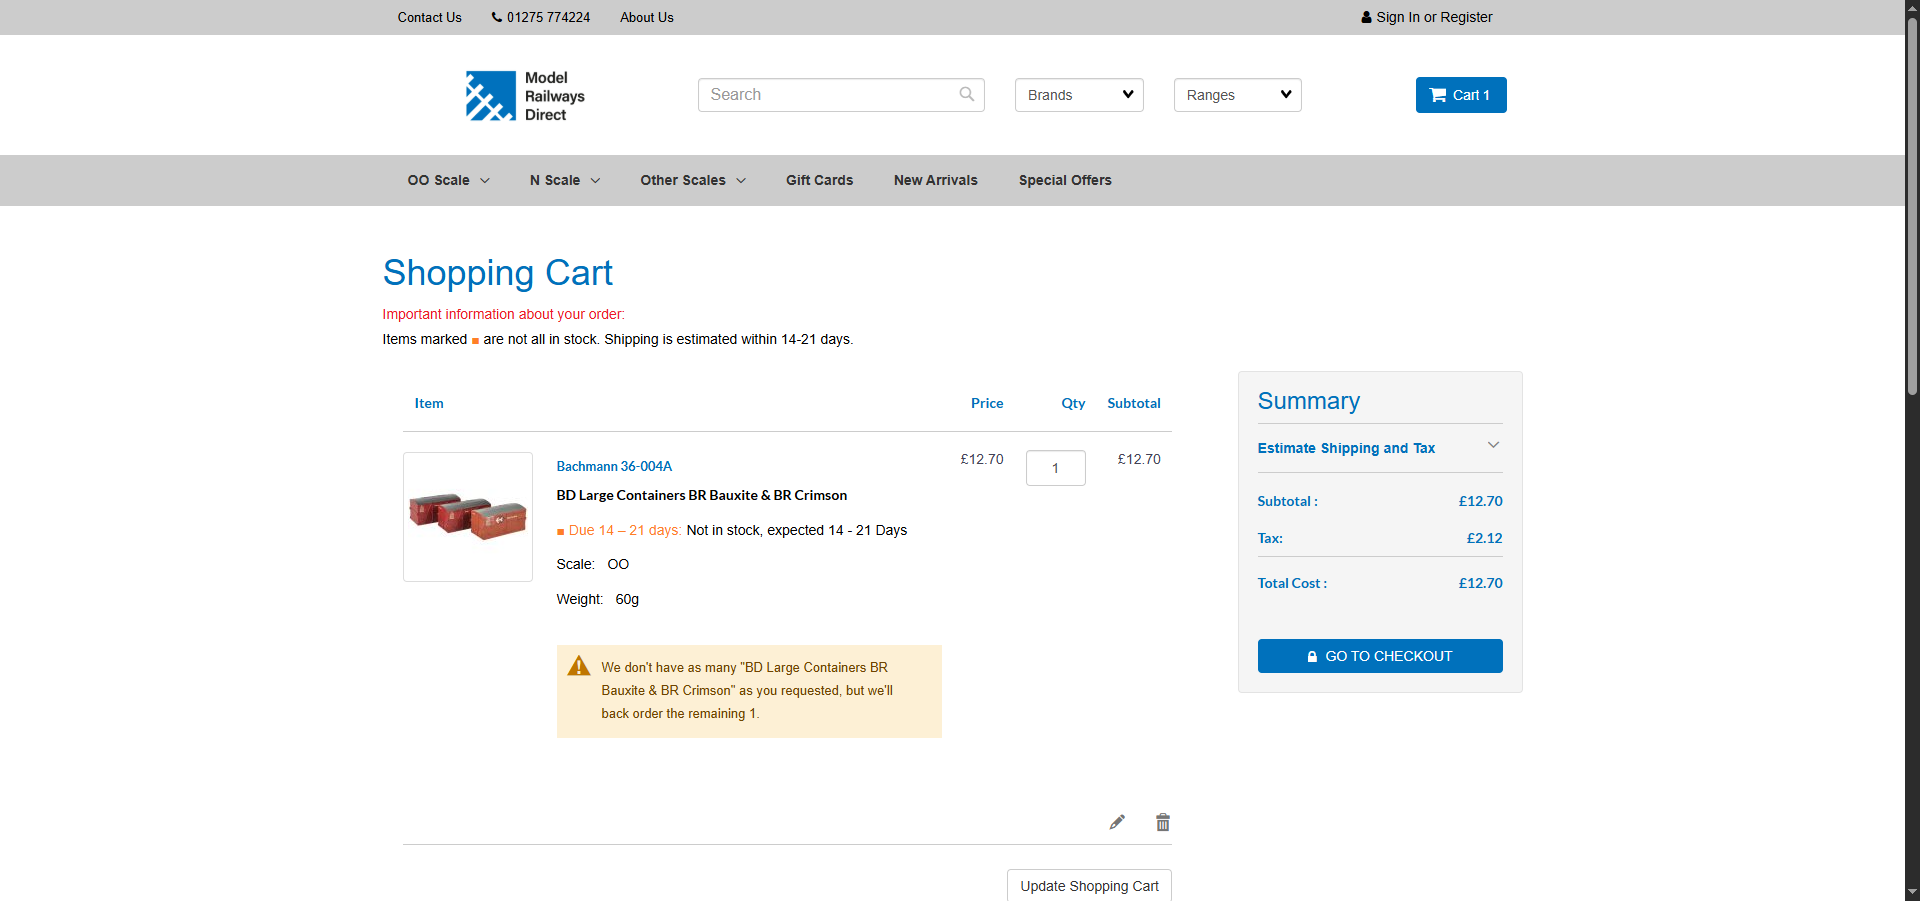 Contact Us
01275 774224
About Us
Sign In or Register
Model
Railways
Direct
Search
Brands
Ranges
Cart 1
OO Scale
N Scale
Other Scales
Gift Cards
New Arrivals
Special Offers
Shopping Cart
Important information about your order:
Items marked ■ are not all in stock. Shipping is estimated within 14-21 days.
Item
Price
Qty
Subtotal
Bachmann 36-004A
£12.70
1
£12.70
BD Large Containers BR Bauxite & BR Crimson
■ Due 14 – 21 days: Not in stock, expected 14 - 21 Days
Scale: OO
Weight: 60g
We don't have as many "BD Large Containers BR
Bauxite & BR Crimson" as you requested, but we'll
back order the remaining 1.
Update Shopping Cart
Summary
Estimate Shipping and Tax
Subtotal : £12.70
Tax: £2.12
Total Cost : £12.70
GO TO CHECKOUT